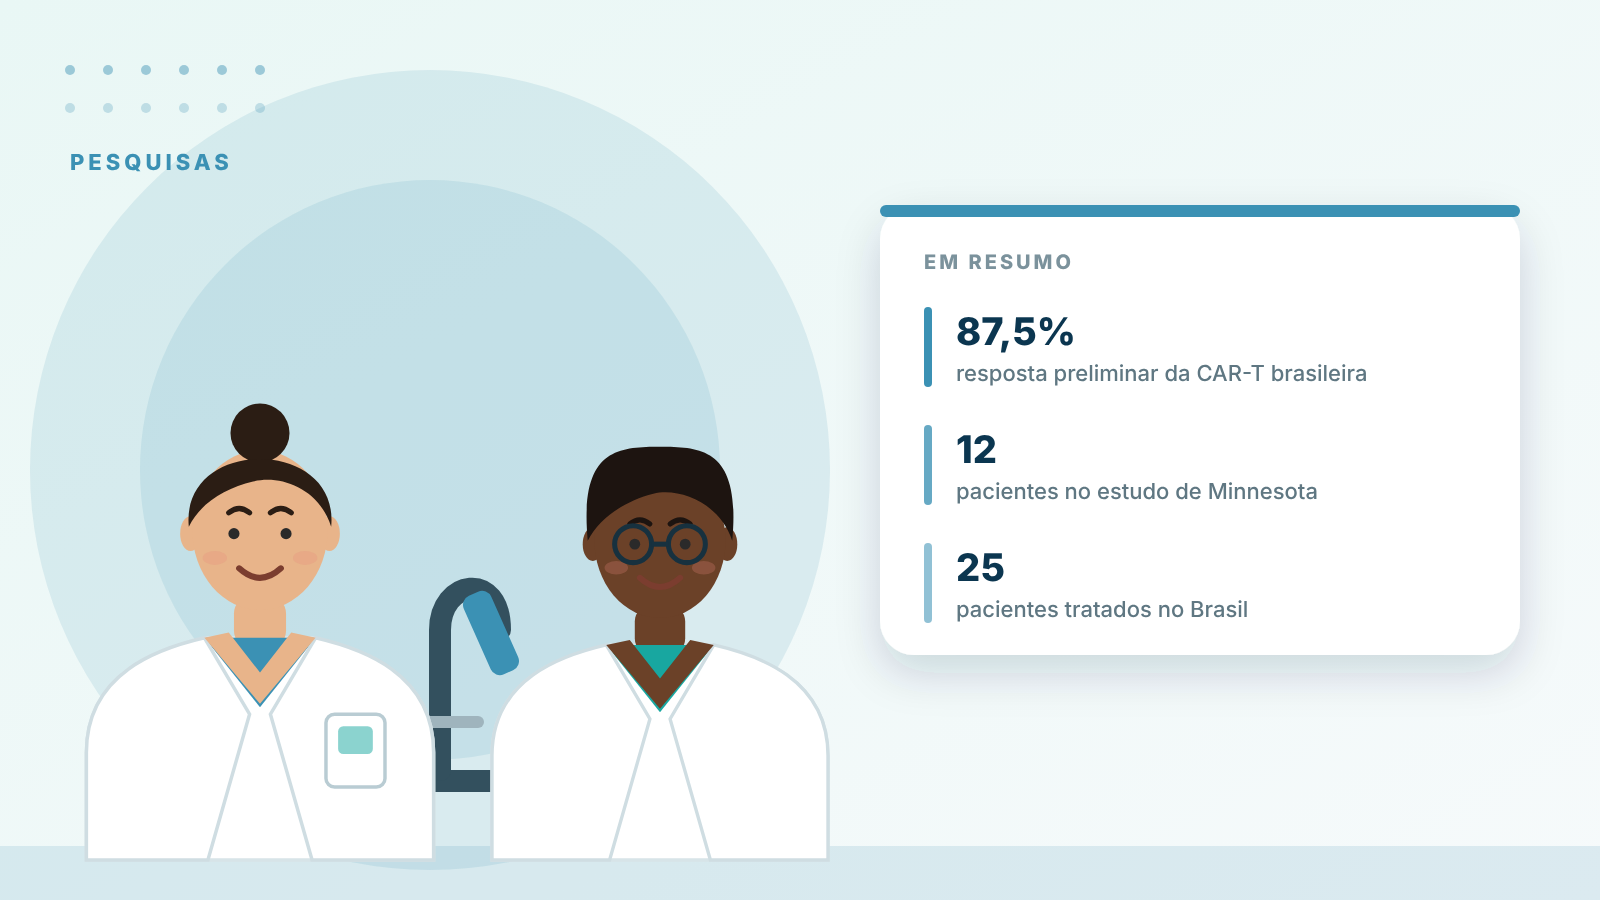 PESQUISAS
EM RESUMO
87,5%
resposta preliminar da CAR-T brasileira
12
pacientes no estudo de Minnesota
25
pacientes tratados no Brasil